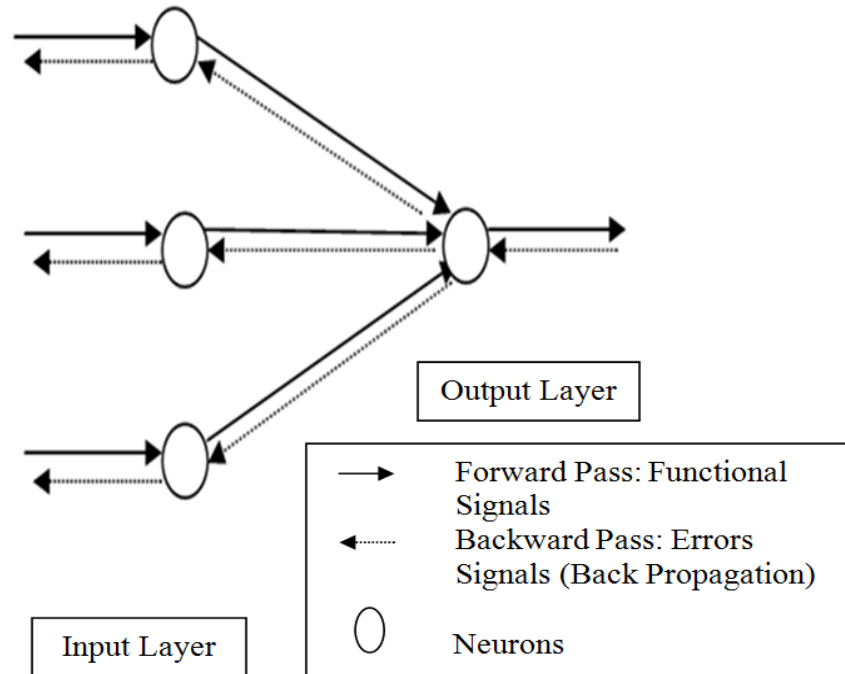 Output Layer
Forward Pass: Functional
Signals
Backward Pass: Errors
Signals (Back Propagation)
Neurons
Input Layer